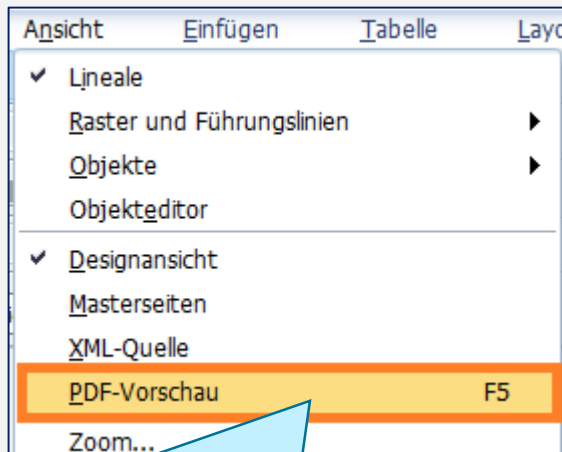 Ansicht Einfügen Tabelle
Lineale
Raster und Führungslinien
Objekte
Objekteditor
Designansicht
Masterseiten
XML-Quelle
PDF-Vorschau F5
Zoom...